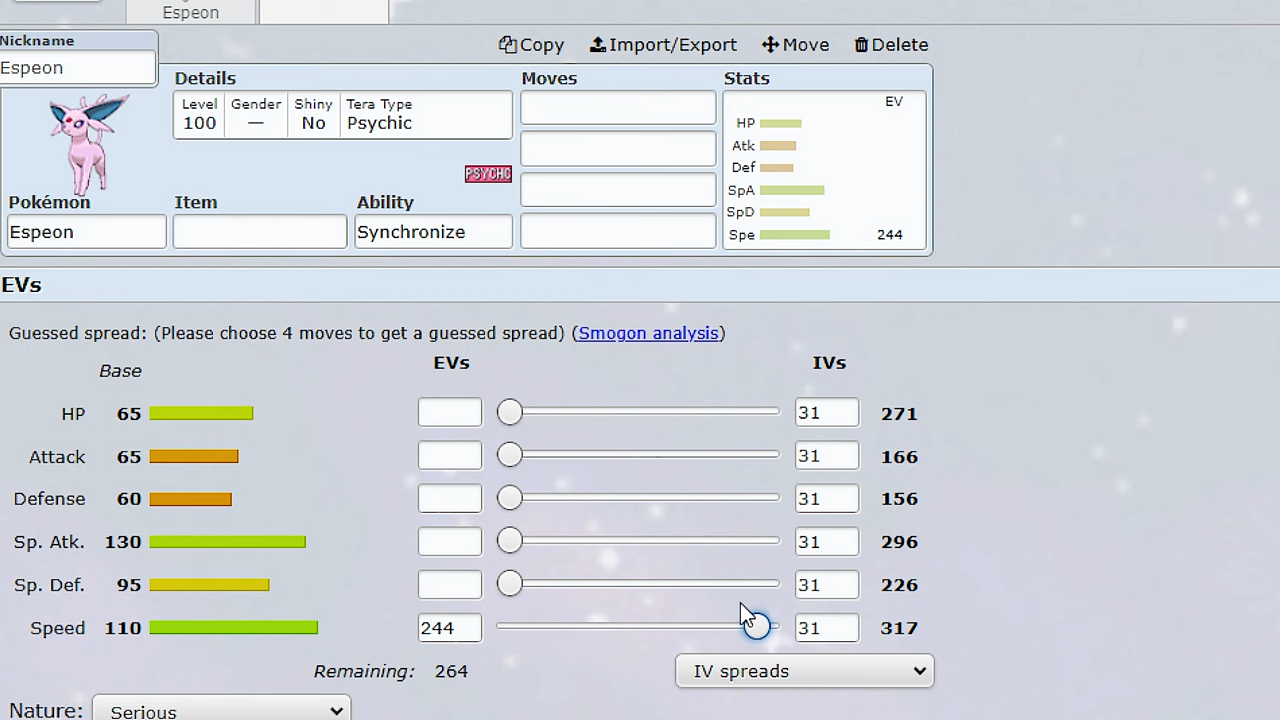 Espeon
Nickname
Espeon
Copy Import/Export Move Delete
Details Moves Stats
Level Gender Shiny Tera Type
100 — No Psychic
EV
HP
Atk
Def
SpA
SpD
Spe 244
PSYCHC
Pokémon Item Ability
Espeon Synchronize
EVs
Guessed spread: (Please choose 4 moves to get a guessed spread) (Smogon analysis)
Base EVs IVs
HP 65 31 271
Attack 65 31 166
Defense 60 31 156
Sp. Atk. 130 31 296
Sp. Def. 95 31 226
Speed 110 244 31 317
Remaining: 264 IV spreads
Nature: Serious